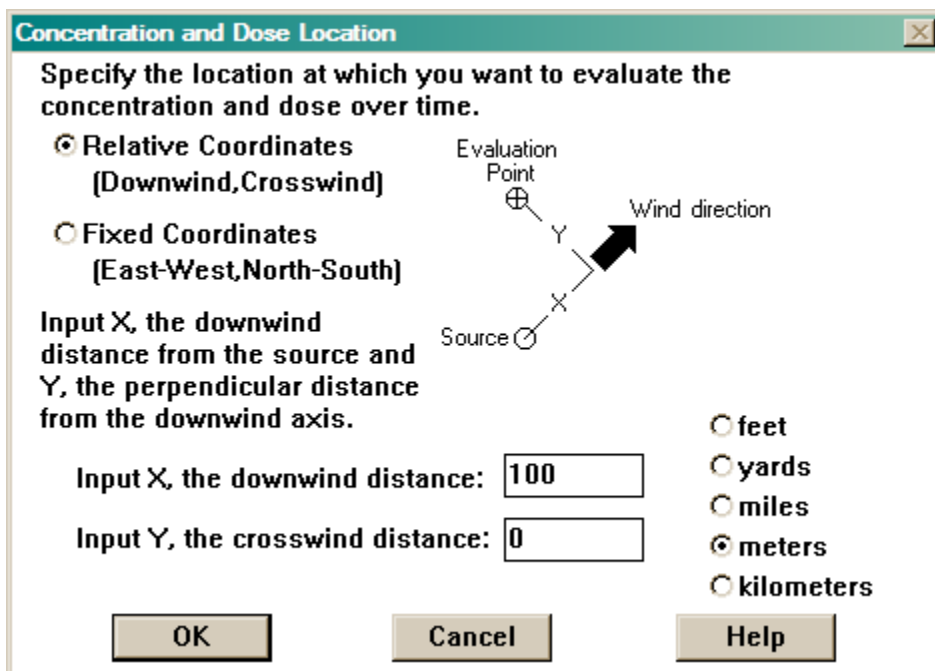 Concentration and Dose Location
Specify the location at which you want to evaluate the
concentration and dose over time.
Relative Coordinates
(Downwind,Crosswind)
Fixed Coordinates
(East-West,North-South)
Evaluation
Point
Wind direction
Y
X
Source
Input X, the downwind
distance from the source and
Y, the perpendicular distance
from the downwind axis.
Input X, the downwind distance: 100
Input Y, the crosswind distance: 0
feet
yards
miles
meters
kilometers
OK Cancel Help